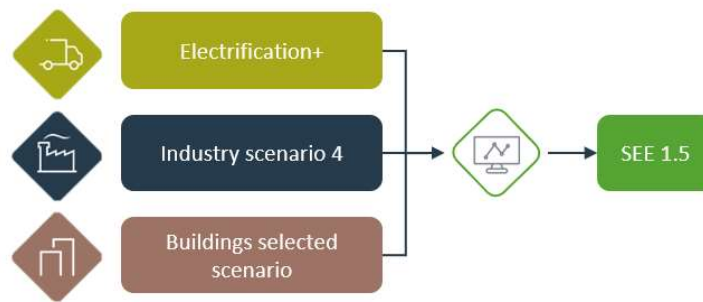 Electrification+
Industry scenario 4
Buildings selected
scenario
SEE 1.5